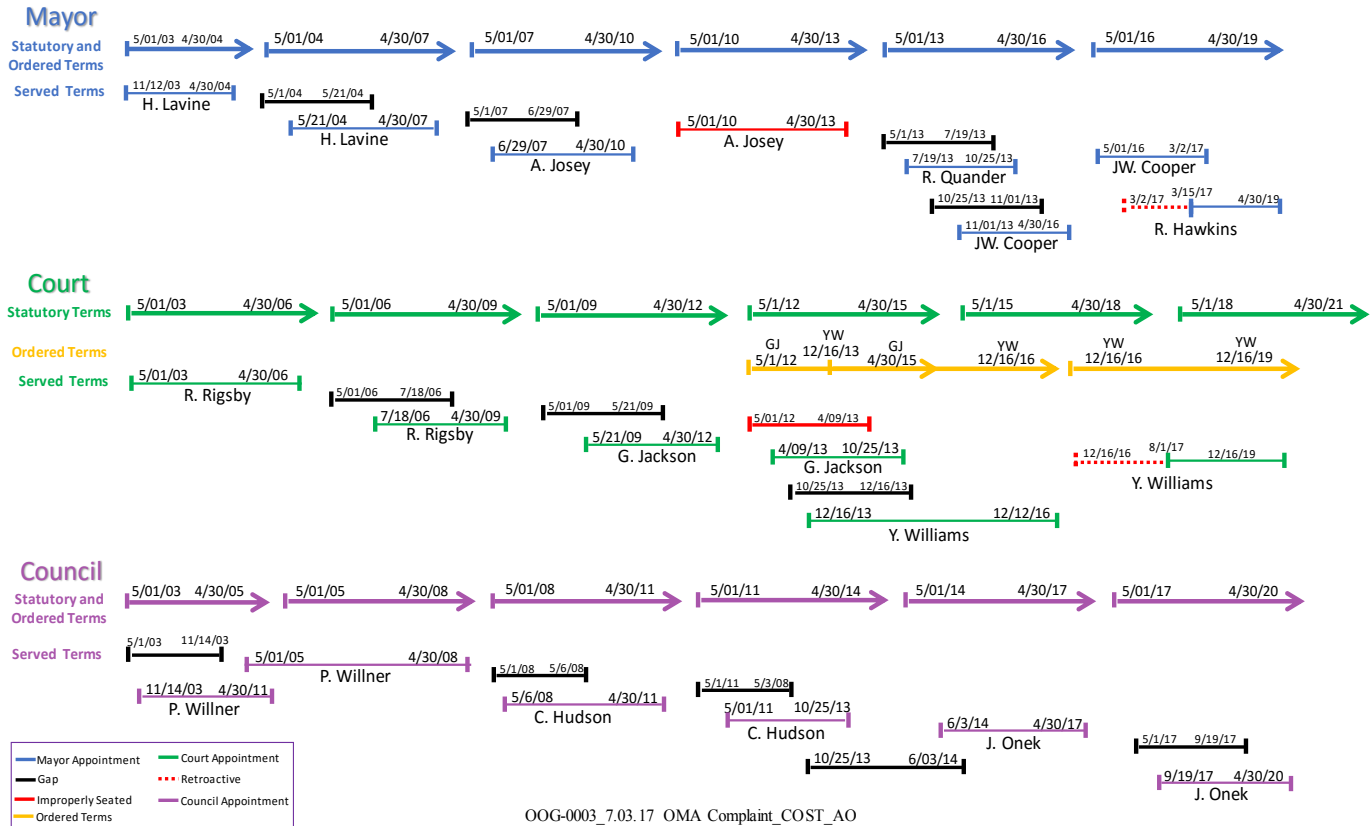 Mayor
Statutory and
Ordered Terms
5/01/03 4/30/04
5/01/04 4/30/07
5/01/07 4/30/10
5/01/10 4/30/13
5/01/13 4/30/16
5/01/16 4/30/19
Served Terms
11/12/03 4/30/04
H. Lavine
5/1/04 5/21/04
5/21/04 4/30/07
H. Lavine
5/1/07 6/29/07
6/29/07 4/30/10
A. Josey
5/01/10 4/30/13
A. Josey
5/1/13 7/19/13
7/19/13 10/25/13
R. Quander
10/25/13 11/01/13
11/01/13 4/30/16
JW. Cooper
5/01/16 3/2/17
JW. Cooper
3/2/17 3/15/17 4/30/19
R. Hawkins
Court
Statutory Terms
5/01/03 4/30/06
5/01/06 4/30/09
5/01/09 4/30/12
5/1/12 4/30/15
5/1/15 4/30/18
5/1/18 4/30/21
Ordered Terms
GJ
5/1/12
YW
12/16/13
GJ
4/30/15
YW
12/16/16
YW
12/16/16
YW
12/16/19
Served Terms
5/01/03 4/30/06
R. Rigsby
5/01/06 7/18/06
7/18/06 4/30/09
R. Rigsby
5/01/09 5/21/09
5/21/09 4/30/12
G. Jackson
5/01/12 4/09/13
4/09/13 10/25/13
G. Jackson
10/25/13 12/16/13
12/16/13 12/12/16
Y. Williams
12/16/16 8/1/17 12/16/19
Y. Williams
Council
Statutory and
Ordered Terms
5/01/03 4/30/05
5/01/05 4/30/08
5/01/08 4/30/11
5/01/11 4/30/14
5/01/14 4/30/17
5/01/17 4/30/20
Served Terms
5/1/03 11/14/03
11/14/03 4/30/11
P. Willner
5/01/05 4/30/08
P. Willner
5/1/08 5/6/08
5/6/08 4/30/11
C. Hudson
5/1/11 5/3/08
5/01/11 10/25/13
C. Hudson
10/25/13 6/03/14
6/3/14 4/30/17
J. Onek
5/1/17 9/19/17
9/19/17 4/30/20
J. Onek
Mayor Appointment
Court Appointment
Gap
Retroactive
Improperly Seated
Council Appointment
Ordered Terms
OOG-0003_7.03.17 OMA Complaint_COST_AO